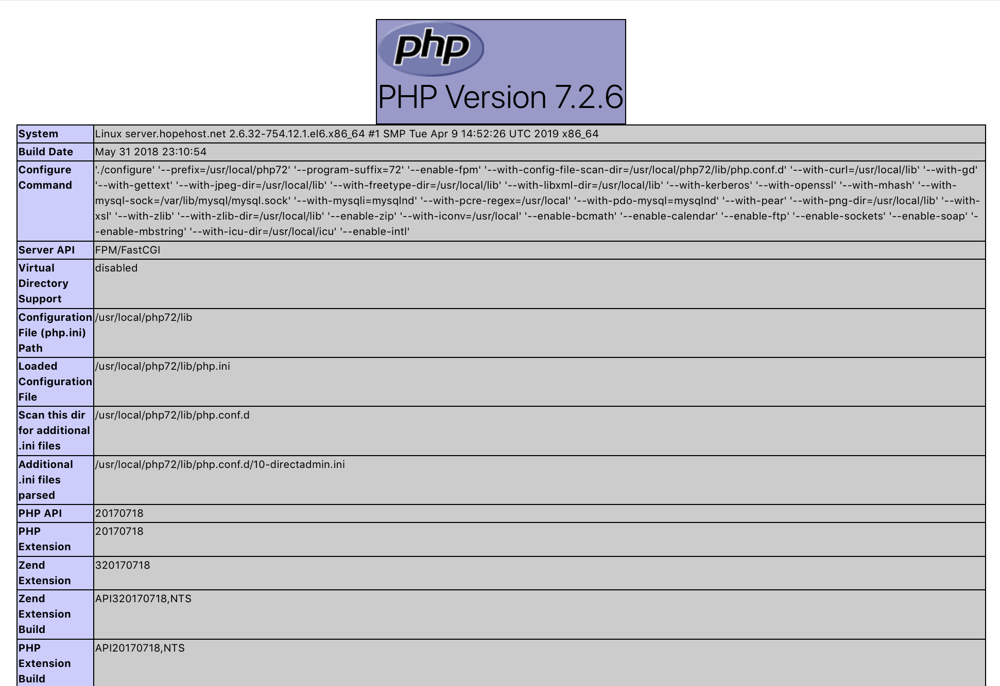 php
PHP Version 7.2.6
System Linux server.hopehost.net 2.6.32-754.12.1.el6.x86_64 #1 SMP Tue Apr 9 14:52:26 UTC 2019 x86_64
Build Date May 31 2018 23:10:54
Configure Command
'./configure' '--prefix=/usr/local/php72' '--program-suffix=72' '--enable-fpm' '--with-config-file-scan-dir=/usr/local/php72/lib/php.conf.d' '--with-curl=/usr/local/lib' '--with-gd'
'--with-gettext' '--with-jpeg-dir=/usr/local/lib' '--with-freetype-dir=/usr/local/lib' '--with-libxml-dir=/usr/local/lib' '--with-kerberos' '--with-openssl' '--with-mhash' '--with-
mysql-sock=/var/lib/mysql/mysql.sock' '--with-mysqli=mysqlnd' '--with-pcre-regex=/usr/local' '--with-pdo-mysql=mysqlnd' '--with-pear' '--with-png-dir=/usr/local/lib' '--with-
xsl' '--with-zlib' '--with-zlib-dir=/usr/local/lib' '--enable-zip' '--with-iconv=/usr/local' '--enable-bcmath' '--enable-calendar' '--enable-ftp' '--enable-sockets' '--enable-soap' '-
-enable-mbstring' '--with-icu-dir=/usr/local/icu' '--enable-intl'
Server API FPM/FastCGI
Virtual
Directory
Support
disabled
Configuration
File (php.ini)
Path
/usr/local/php72/lib
Loaded
Configuration
File
/usr/local/php72/lib/php.ini
Scan this dir
for additional
.ini files
/usr/local/php72/lib/php.conf.d
Additional
.ini files
parsed
/usr/local/php72/lib/php.conf.d/10-directadmin.ini
PHP API 20170718
PHP
Extension
20170718
Zend
Extension
320170718
Zend
Extension
Build
API320170718,NTS
PHP
Extension
Build
API20170718,NTS